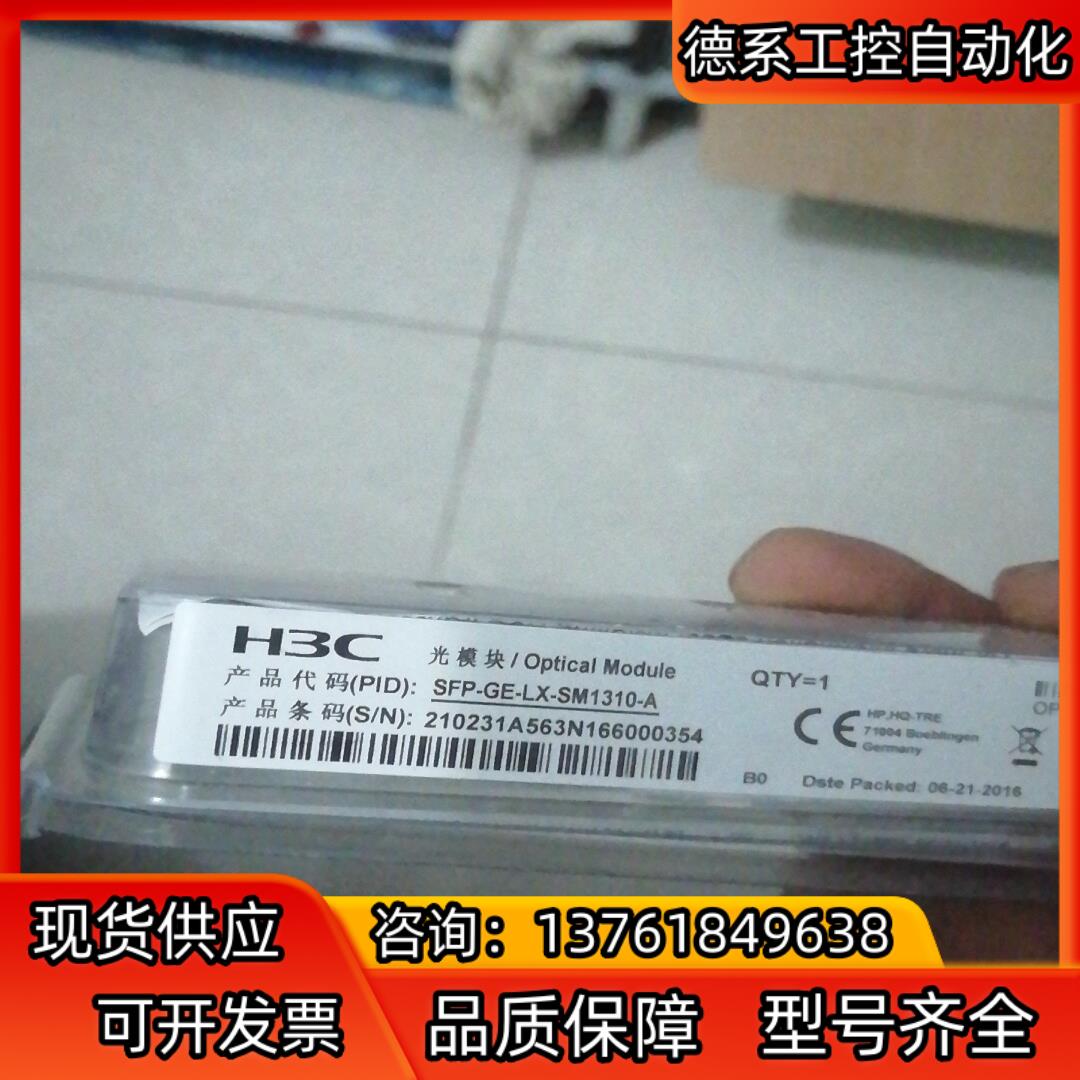 德系工控自动化
H3C
光模块/Optical Module
产品代码(PID): SFP-GE-LX-SM1310-A
产品条码(S/N): 210231A563N166000354
QTY=1
OP
HP,HQ-TRE
71004 Boeblingen
Germany
B0
Dste Packed: 06-21-2016
现货供应
咨询：13761849638
可开发票
品质保障
型号齐全